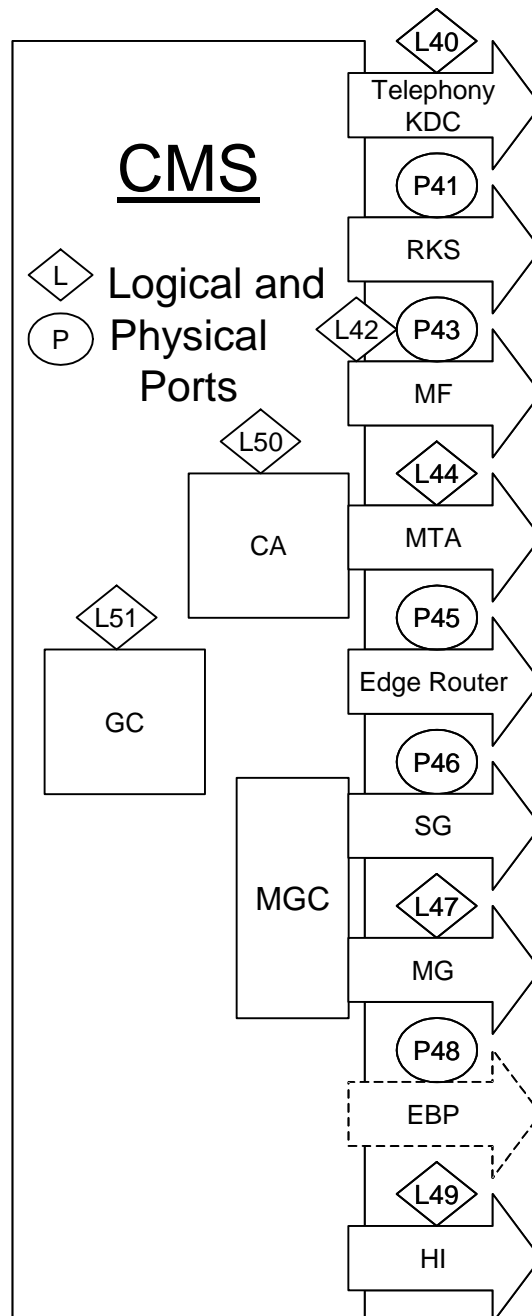 L40
Telephony
KDC
CMS
P41
RKS
L
Logical and
P
Physical
Ports
L42
P43
MF
L50
L44
CA
MTA
L51
P45
GC
Edge Router
P46
SG
MGC
L47
MG
P48
EBP
L49
HI